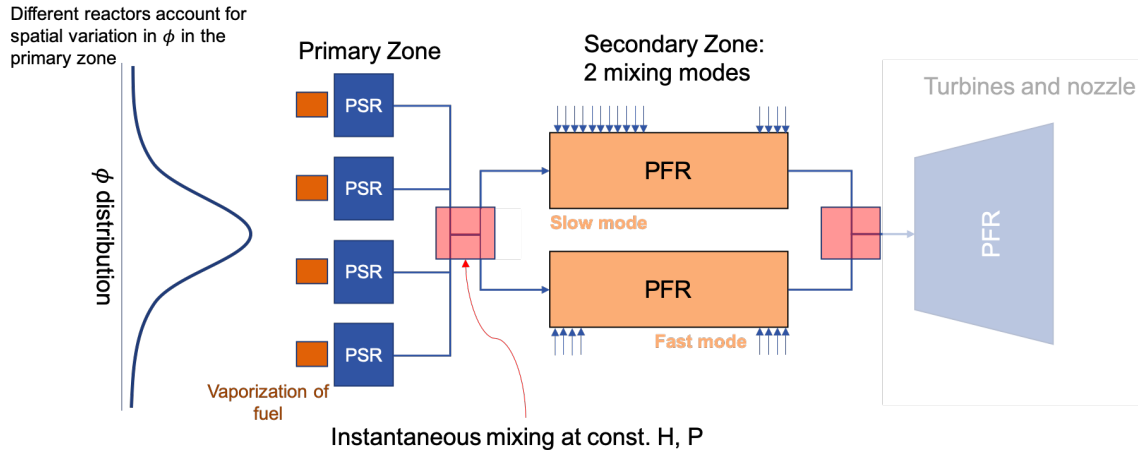 Different reactors account for
spatial variation in ϕ in the
primary zone
ϕ distribution
Primary Zone
PSR
PSR
PSR
PSR
Vaporization of
fuel
Instantaneous mixing at const. H, P
Secondary Zone:
2 mixing modes
PFR
Slow mode
PFR
Fast mode
Turbines and nozzle
PFR